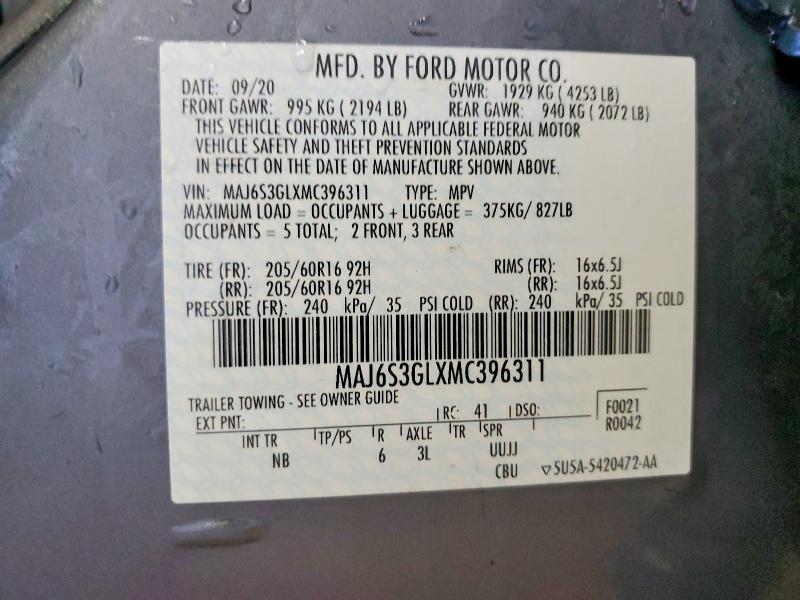 MFD. BY FORD MOTOR CO.
DATE: 09/20 GVWR: 1929 KG ( 4253 LB)
FRONT GAWR: 995 KG ( 2194 LB) REAR GAWR: 940 KG ( 2072 LB)
THIS VEHICLE CONFORMS TO ALL APPLICABLE FEDERAL MOTOR
VEHICLE SAFETY AND THEFT PREVENTION STANDARDS
IN EFFECT ON THE DATE OF MANUFACTURE SHOWN ABOVE.
VIN: MAJ6S3GLXMC396311 TYPE: MPV
MAXIMUM LOAD = OCCUPANTS + LUGGAGE = 375KG/ 827LB
OCCUPANTS = 5 TOTAL; 2 FRONT, 3 REAR
TIRE (FR): 205/60R16 92H RIMS (FR): 16x6.5J
(RR): 205/60R16 92H (RR): 16x6.5J
PRESSURE (FR): 240 kPa/ 35 PSI COLD (RR): 240 kPa/ 35 PSI COLD
MAJ6S3GLXMC396311
TRAILER TOWING - SEE OWNER GUIDE
EXT PNT: RC: 41 DSO: F0021
R0042
INT TR TP/PS R AXLE TR SPR
NB 6 3L UUJJ
CBU ▽5U5A-5420472-AA